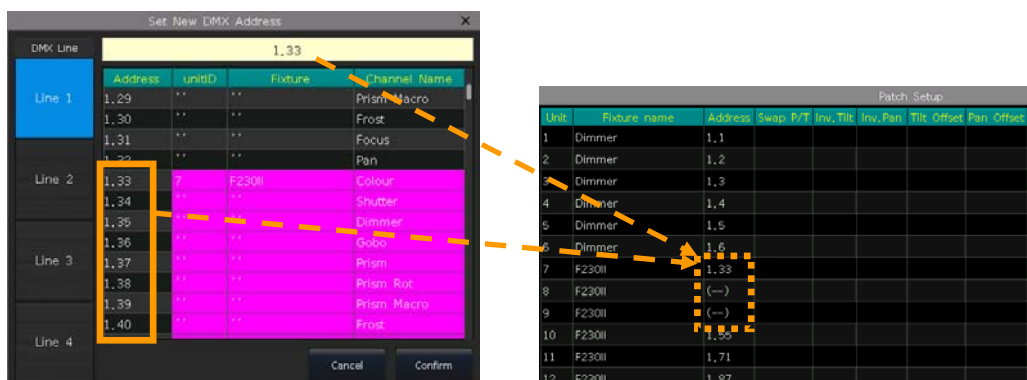 Set New DMX Address X
DMX Line
1.33
Address unitID Fixture Channel Name
Line 1
1.29 '' '' Prism Macro
1.30 '' '' Frost
1.31 '' '' Focus
1.32 '' '' Pan
Line 2
1.33 7 F230II Colour
1.34 '' '' Shutter
1.35 '' '' Dimmer
1.36 '' '' Gobo
Line 3
1.37 '' '' Prism
1.38 '' '' Prism Rot
1.39 '' '' Prism Macro
1.40 '' '' Frost
Line 4
Cancel Confirm
Patch Setup
Unit Fixture name Address Swap P/T Inv.Tilt Inv.Pan Tilt Offset Pan Offset
1 Dimmer 1.1
2 Dimmer 1.2
3 Dimmer 1.3
4 Dimmer 1.4
5 Dimmer 1.5
6 Dimmer 1.6
7 F230II 1.33
8 F230II (--)
9 F230II (--)
10 F230II 1.55
11 F230II 1.71
12 F230II 1.87